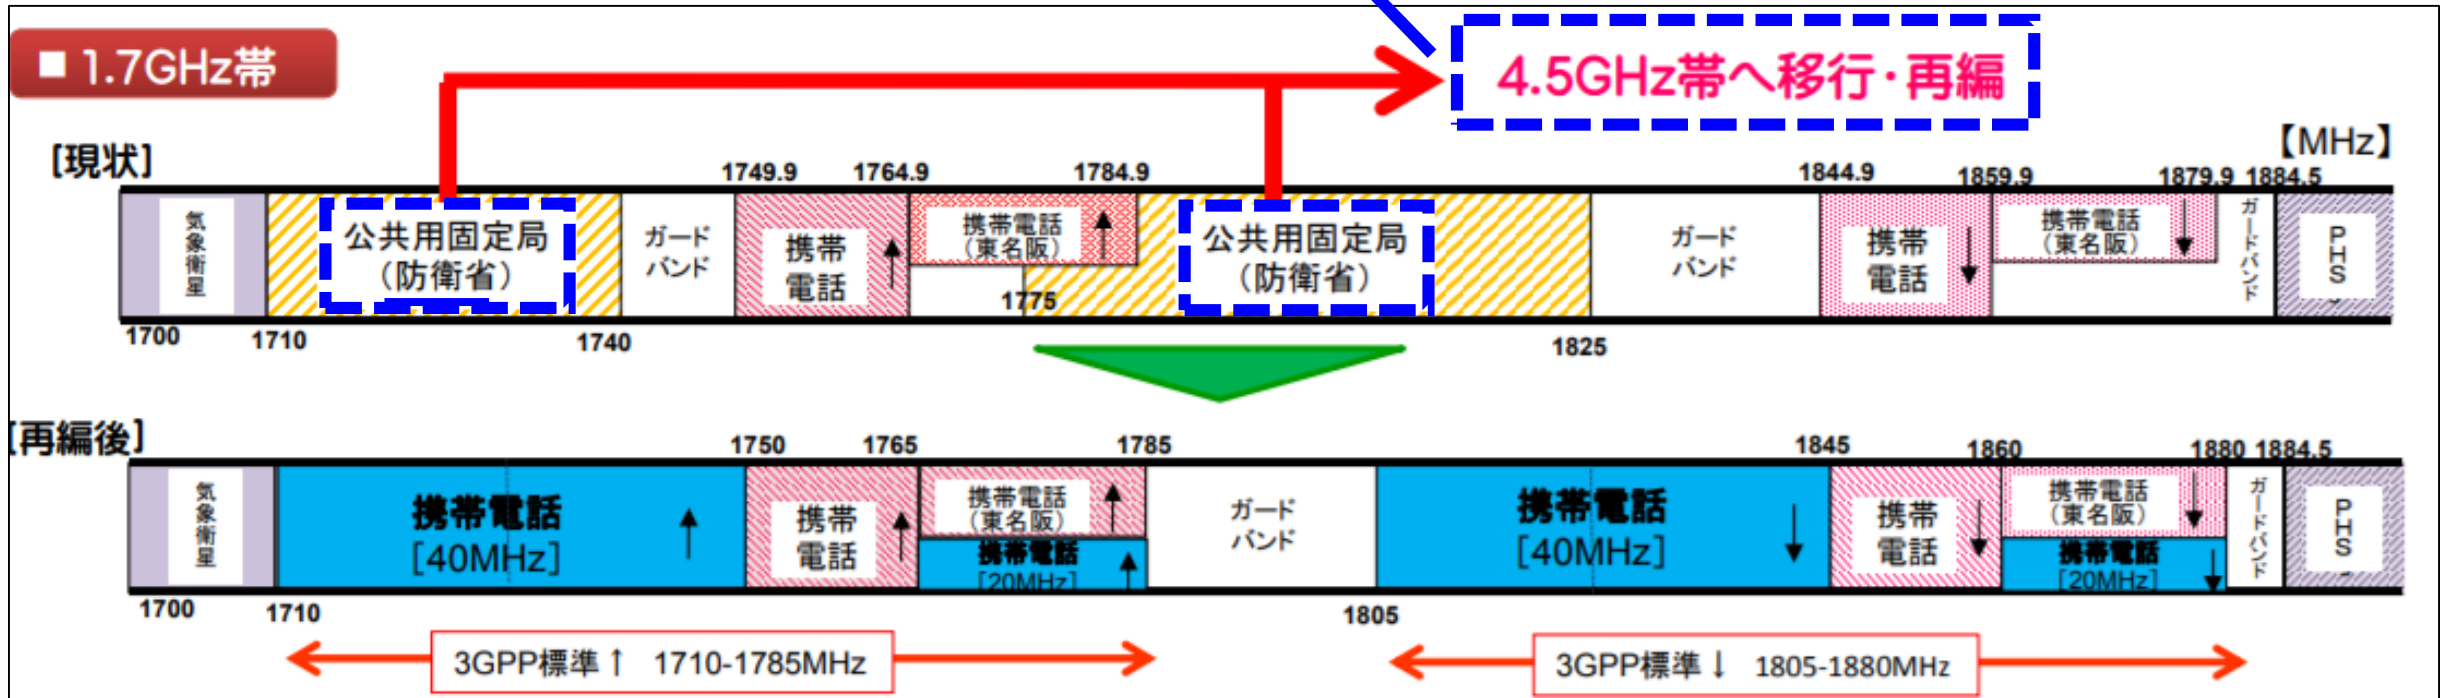 ■ 1.7GHz帯
4.5GHz帯へ移行・再編
[現状]
【MHz】
1749.9 1764.9 1784.9 1844.9 1859.9 1879.9 1884.5
気象衛星
公共用固定局
（防衛省）
ガード
バンド
携帯
電話
↑
携帯電話
（東名阪）
↑
1775
公共用固定局
（防衛省）
ガード
バンド
携帯
電話
↓
携帯電話
（東名阪）
↓
ガードバンド
PHS
1700 1710 1740 1825
[再編後]
1750 1765 1785 1845 1860 1880 1884.5
気象衛星
携帯電話
[40MHz]
↑
携帯
電話
↑
携帯電話
（東名阪）
↑
携帯電話
[20MHz]
↑
ガード
バンド
携帯電話
[40MHz]
↓
携帯
電話
↓
携帯電話
（東名阪）
↓
携帯電話
[20MHz]
↓
ガードバンド
PHS
1700 1710 1805
3GPP標準↑ 1710-1785MHz
3GPP標準↓ 1805-1880MHz